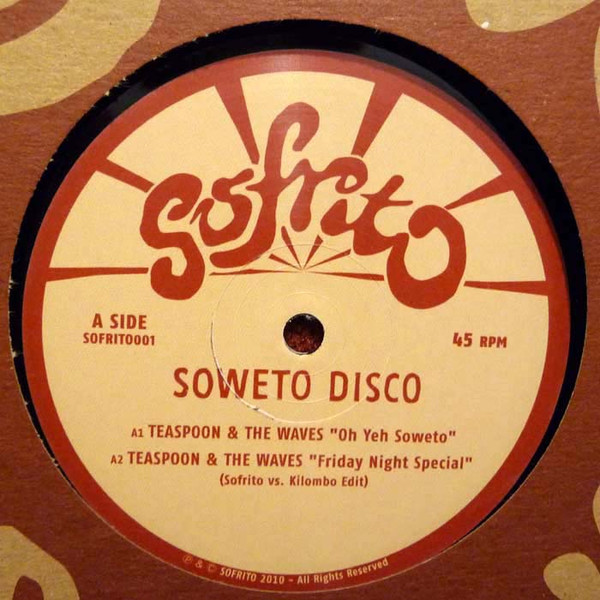 Sofrito
A SIDE
SOFRITO001
45 RPM
SOWETO DISCO
A1 TEASPOON & THE WAVES "Oh Yeh Soweto"
A2 TEASPOON & THE WAVES "Friday Night Special"
(Sofrito vs. Kilombo Edit)
℗ & © SOFRITO 2010 - All Rights Reserved